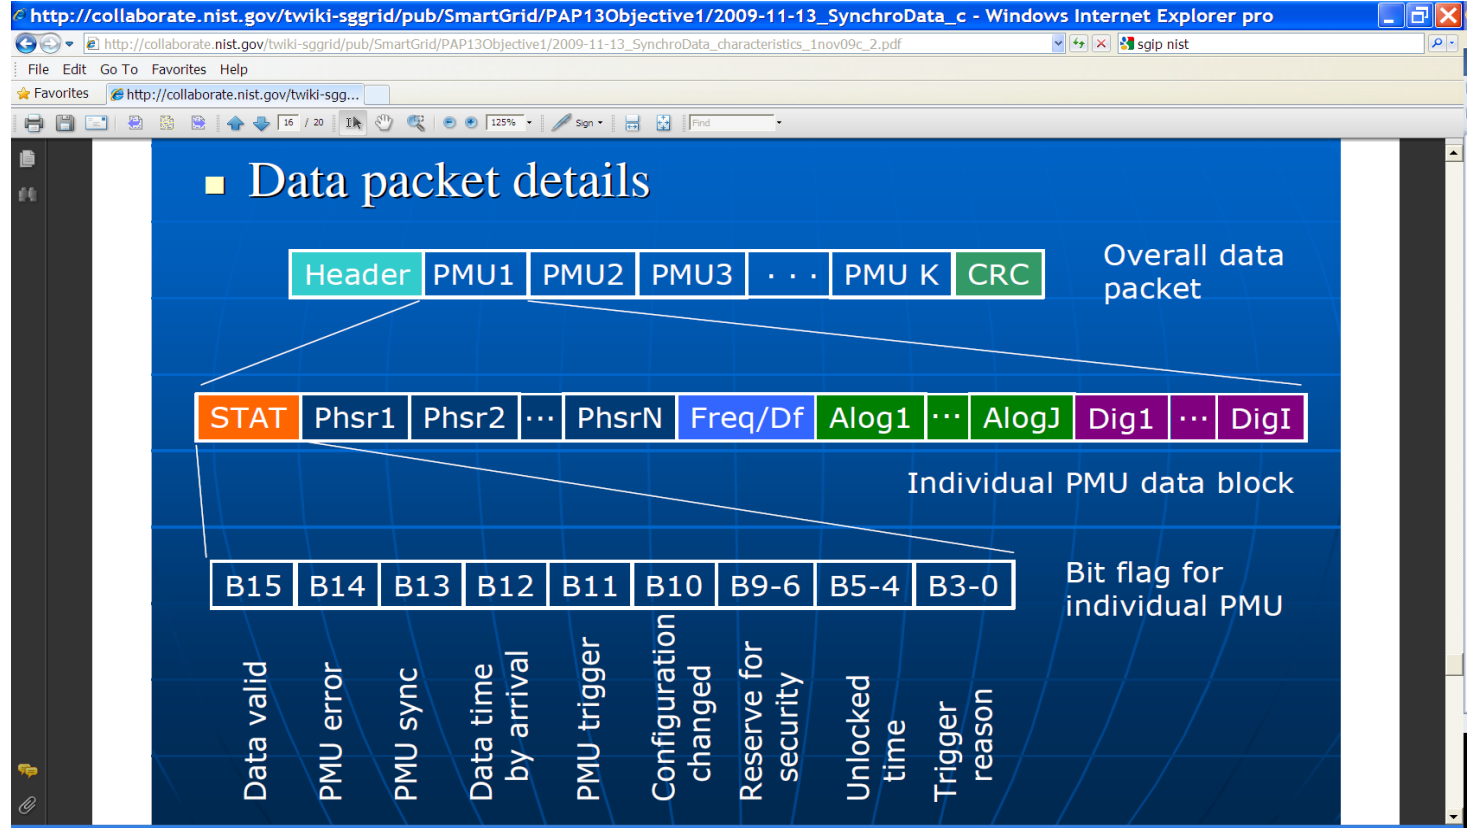 http://collaborate.nist.gov/twiki-sggrid/pub/SmartGrid/PAP13Objective1/2009-11-13_SynchroData_c - Windows Internet Explorer pro
http://collaborate.nist.gov/twiki-sggrid/pub/SmartGrid/PAP13Objective1/2009-11-13_SynchroData_characteristics_1nov09c_2.pdf
sgip nist
File Edit Go To Favorites Help
Favorites http://collaborate.nist.gov/twiki-sgg...
16 / 20 125% Sign Find
Data packet details
Header PMU1 PMU2 PMU3 . . . PMU K CRC
Overall data
packet
STAT Phsr1 Phsr2 ... PhsrN Freq/Df Alog1 ... AlogJ Dig1 ... DigI
Individual PMU data block
B15 B14 B13 B12 B11 B10 B9-6 B5-4 B3-0
Bit flag for
individual PMU
Data valid
PMU error
PMU sync
Data time
by arrival
PMU trigger
Configuration
changed
Reserve for
security
Unlocked
time
Trigger
reason